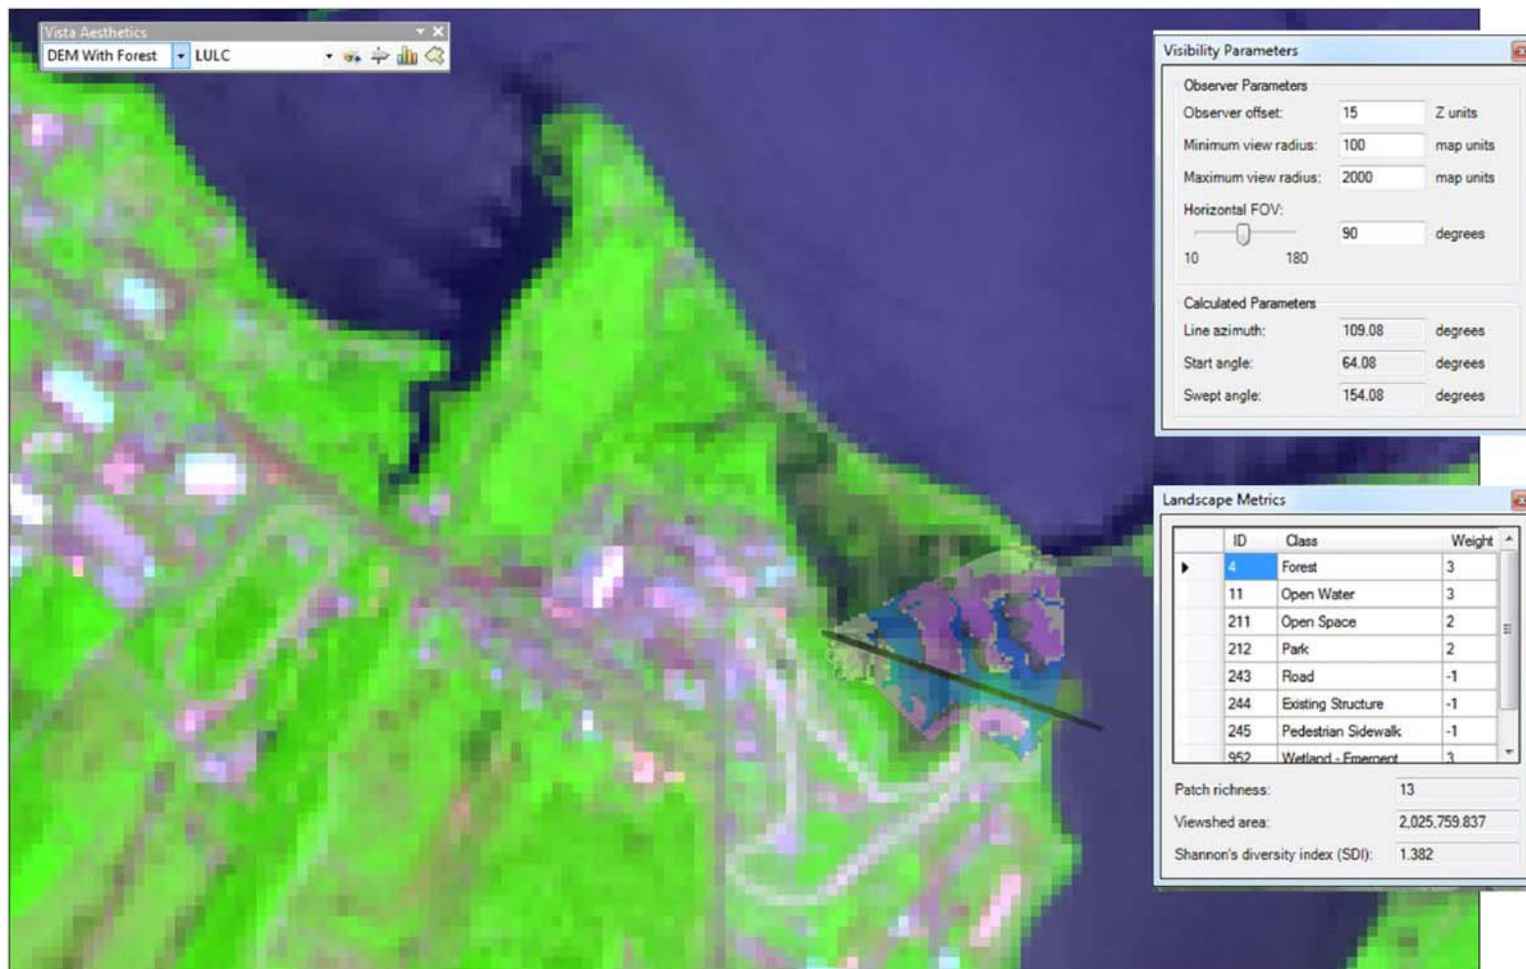 Vista Aesthetics
DEM With Forest LULC
Visibility Parameters
Observer Parameters
Observer offset: 15 Z units
Minimum view radius: 100 map units
Maximum view radius: 2000 map units
Horizontal FOV:
90 degrees
10 180
Calculated Parameters
Line azimuth: 109.08 degrees
Start angle: 64.08 degrees
Swept angle: 154.08 degrees
Landscape Metrics
ID Class Weight
4 Forest 3
11 Open Water 3
211 Open Space 2
212 Park 2
243 Road -1
244 Existing Structure -1
245 Pedestrian Sidewalk -1
952 Wetland - Emergent 3
Patch richness: 13
Viewshed area: 2,025,759.837
Shannon's diversity index (SDI): 1.382